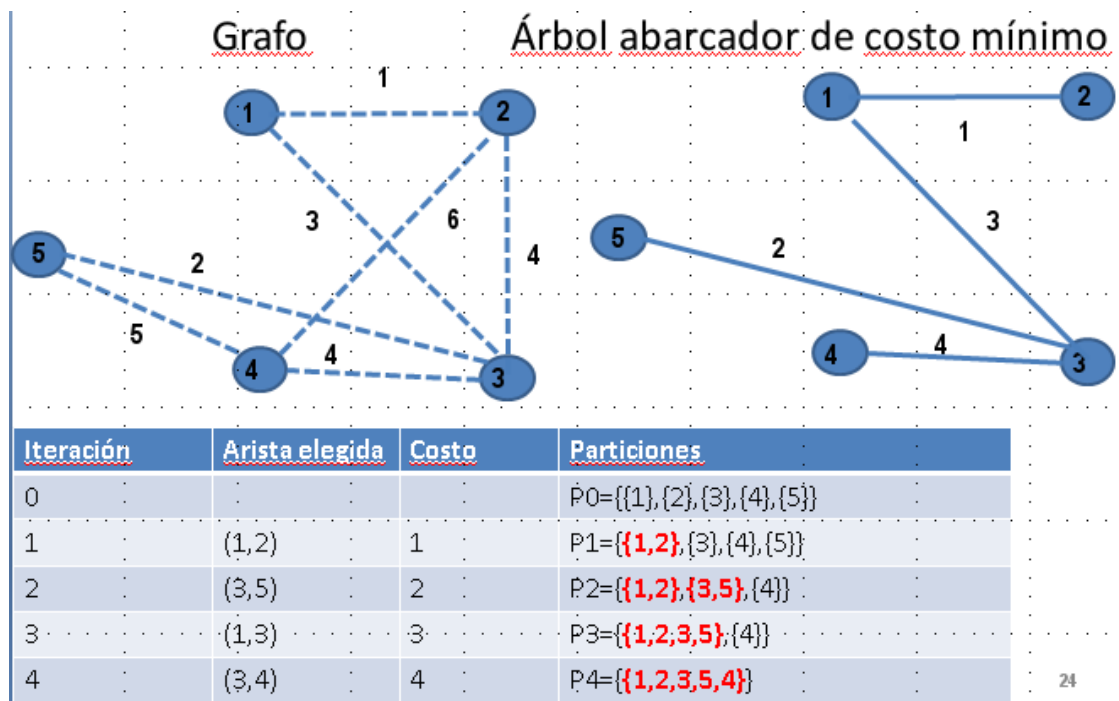 Grafo
Árbol abarcador de costo mínimo
1
1
2
3
6
4
5
2
5
4
4
3
1
2
1
3
5
2
4
4
3
Iteración Arista elegida Costo Particiones
0 P0={{1},{2},{3},{4},{5}}
1 (1,2) 1 P1={{1,2},{3},{4},{5}}
2 (3,5) 2 P2={{1,2},{3,5},{4}}
3 (1,3) 3 P3={{1,2,3,5},{4}}
4 (3,4) 4 P4={{1,2,3,5,4}}
24